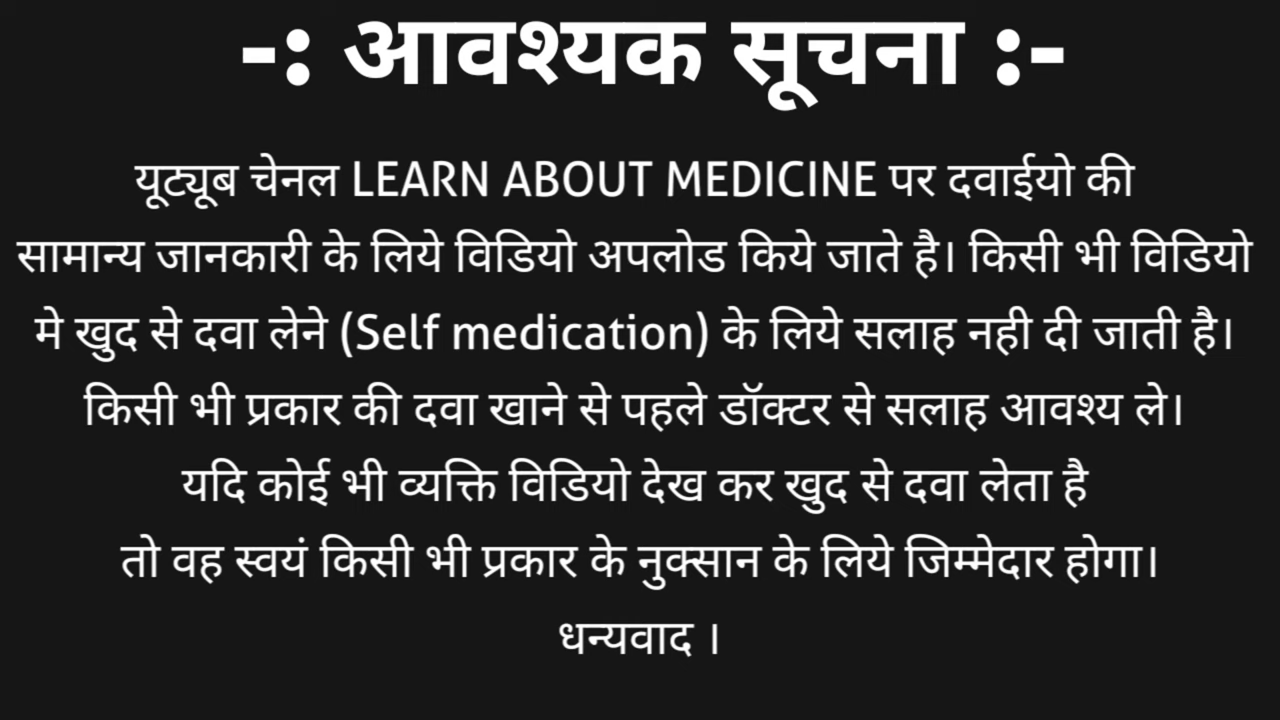 -: आवश्यक सूचना :-
यूट्यूब चेनल LEARN ABOUT MEDICINE पर दवाईयो की
सामान्य जानकारी के लिये विडियो अपलोड किये जाते है। किसी भी विडियो
मे खुद से दवा लेने (Self medication) के लिये सलाह नही दी जाती है।
किसी भी प्रकार की दवा खाने से पहले डॉक्टर से सलाह आवश्य ले।
यदि कोई भी व्यक्ति विडियो देख कर खुद से दवा लेता है
तो वह स्वयं किसी भी प्रकार के नुक्सान के लिये जिम्मेदार होगा।
धन्यवाद ।